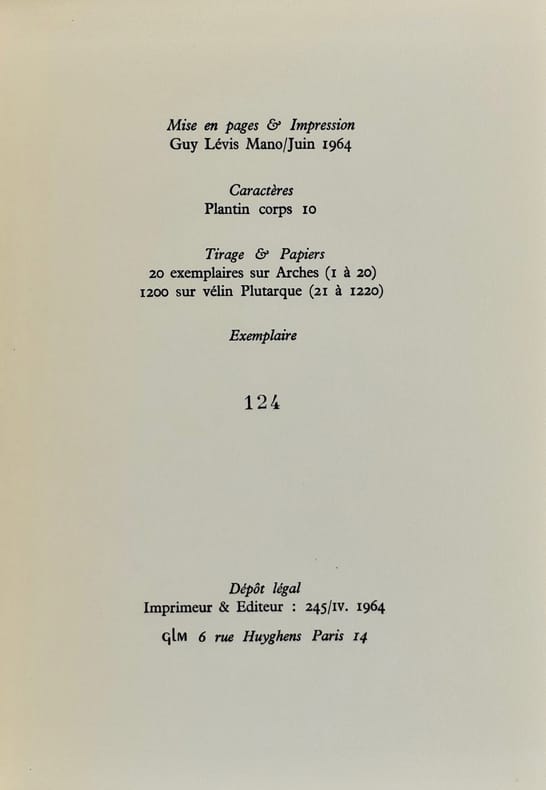 Mise en pages & Impression
Guy Lévis Mano/Juin 1964
Caractères
Plantin corps 10
Tirage & Papiers
20 exemplaires sur Arches (1 à 20)
1200 sur vélin Plutarque (21 à 1220)
Exemplaire
124
Dépôt légal
Imprimeur & Editeur : 245/IV. 1964
GLM 6 rue Huyghens Paris 14